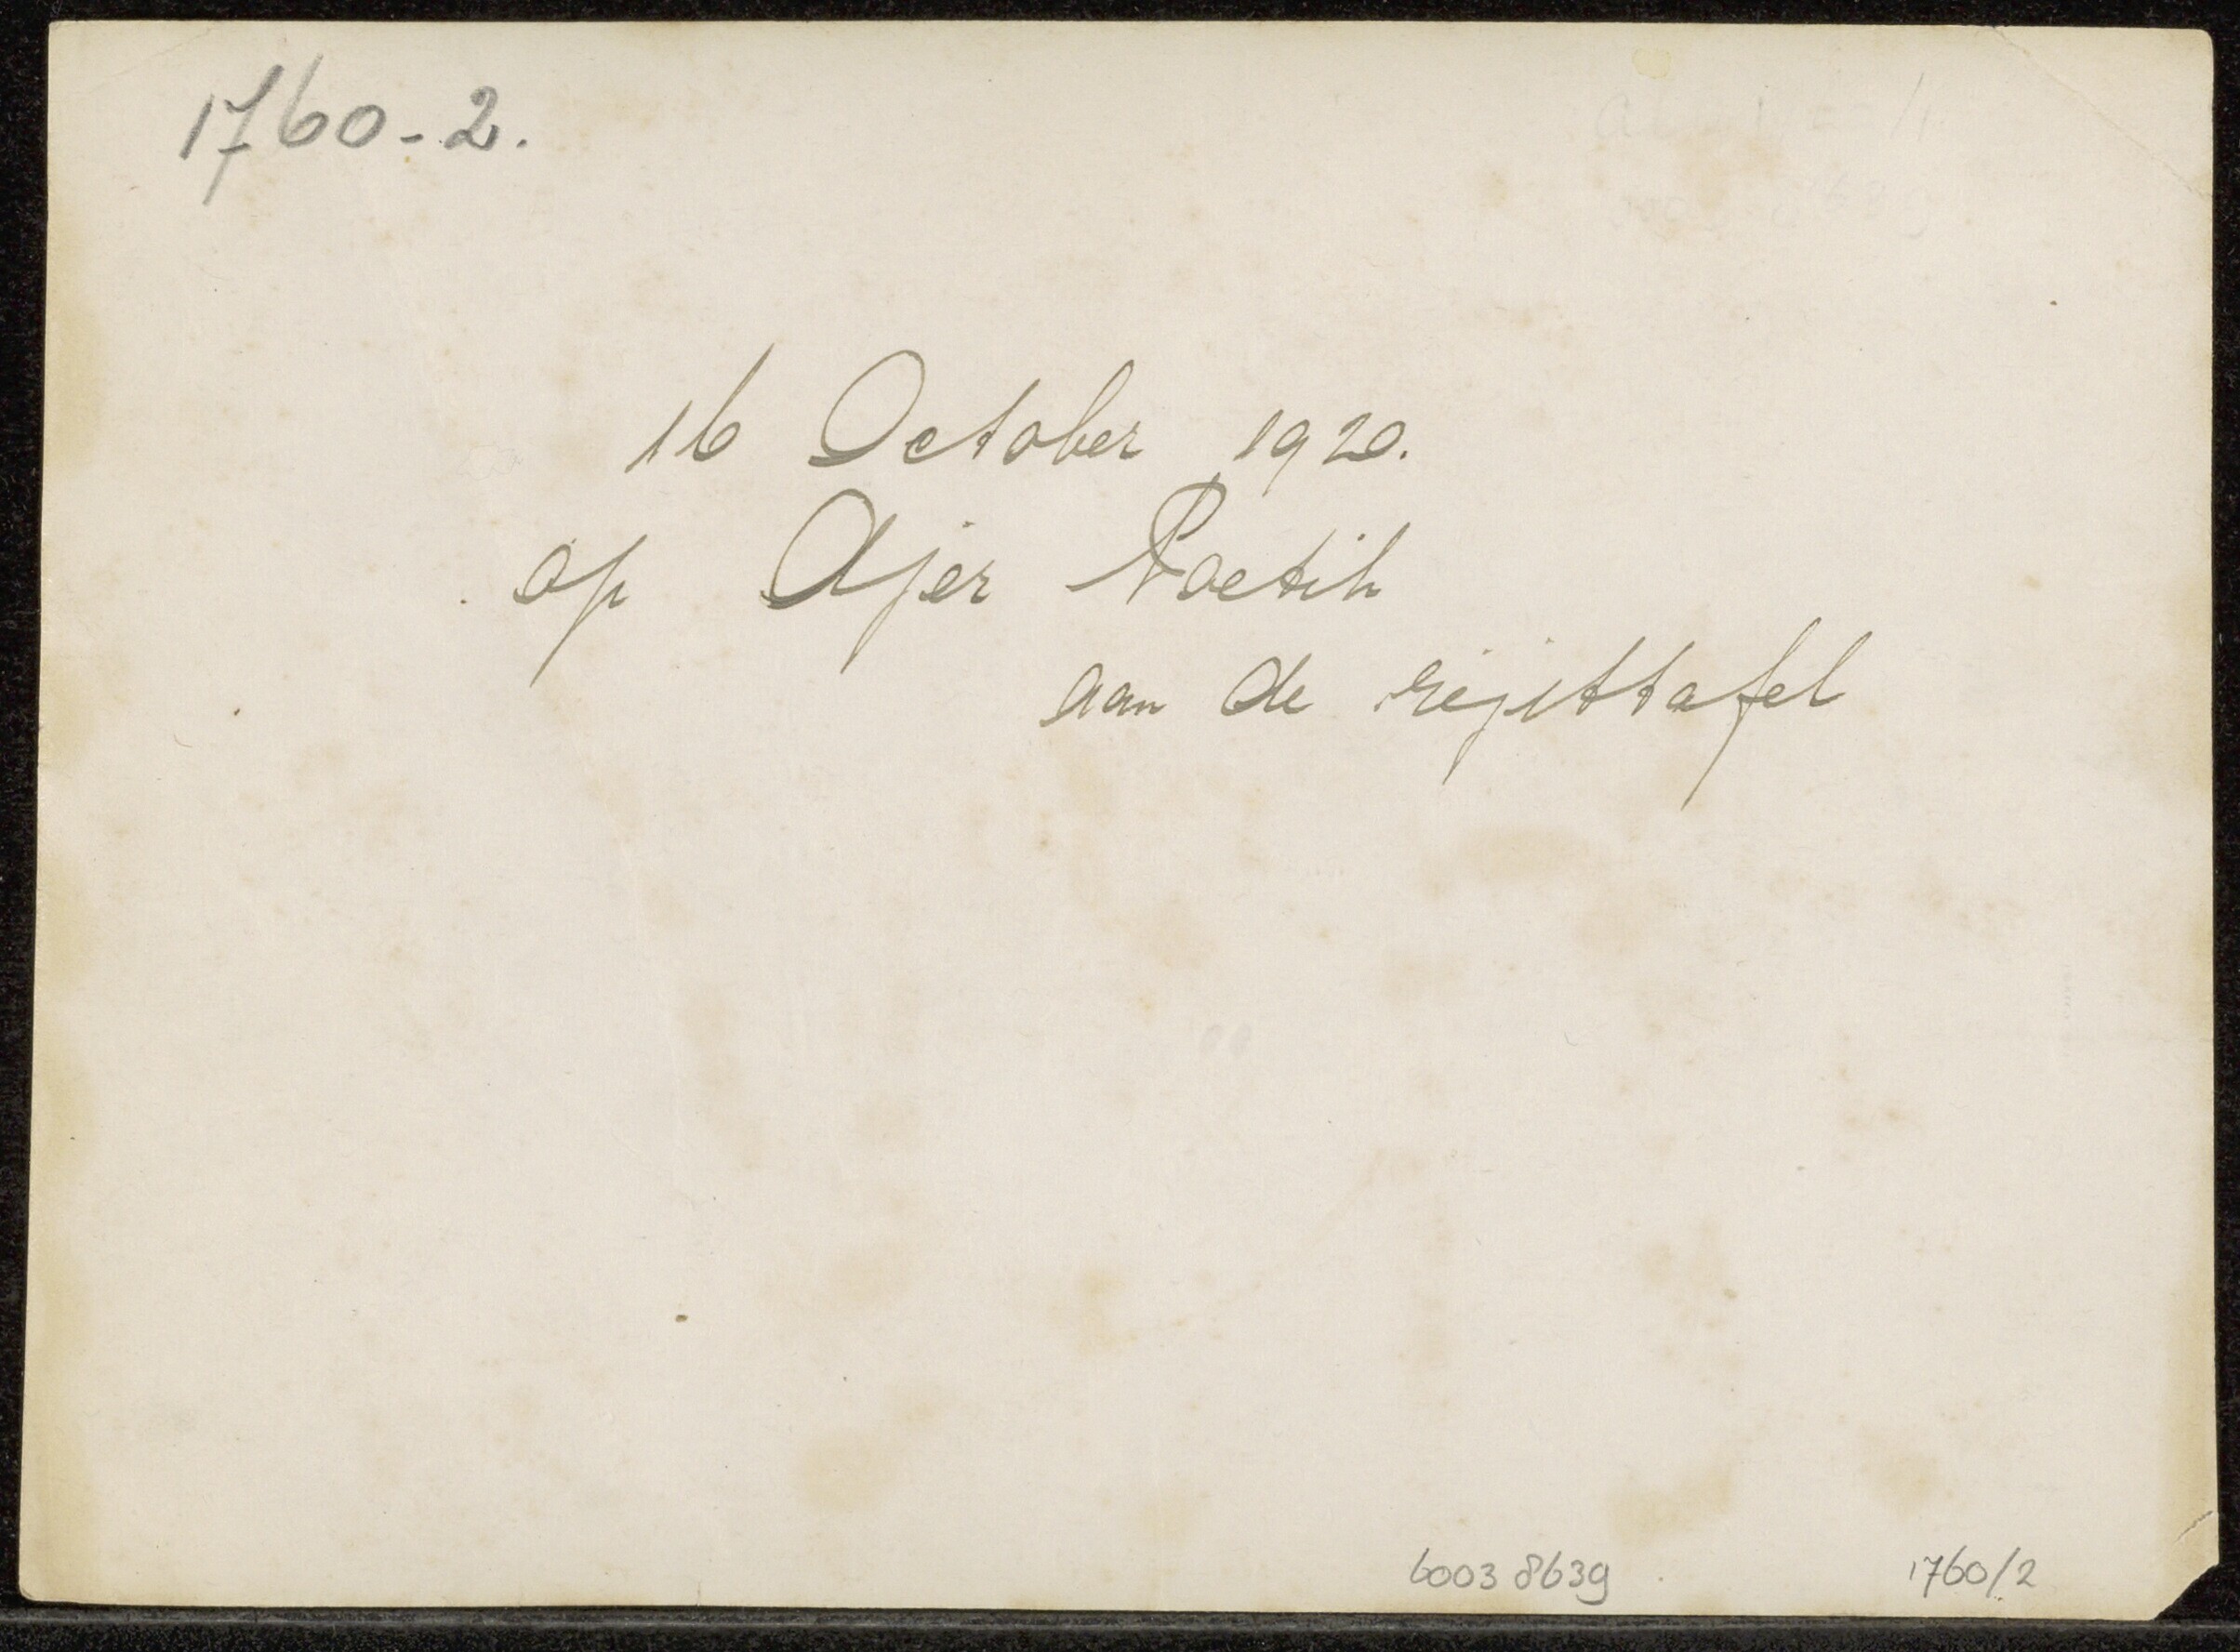 1760-2.
16 October 1920.
op Ajer Poetih
aan de rijsttafel
6003 8639
1760/2